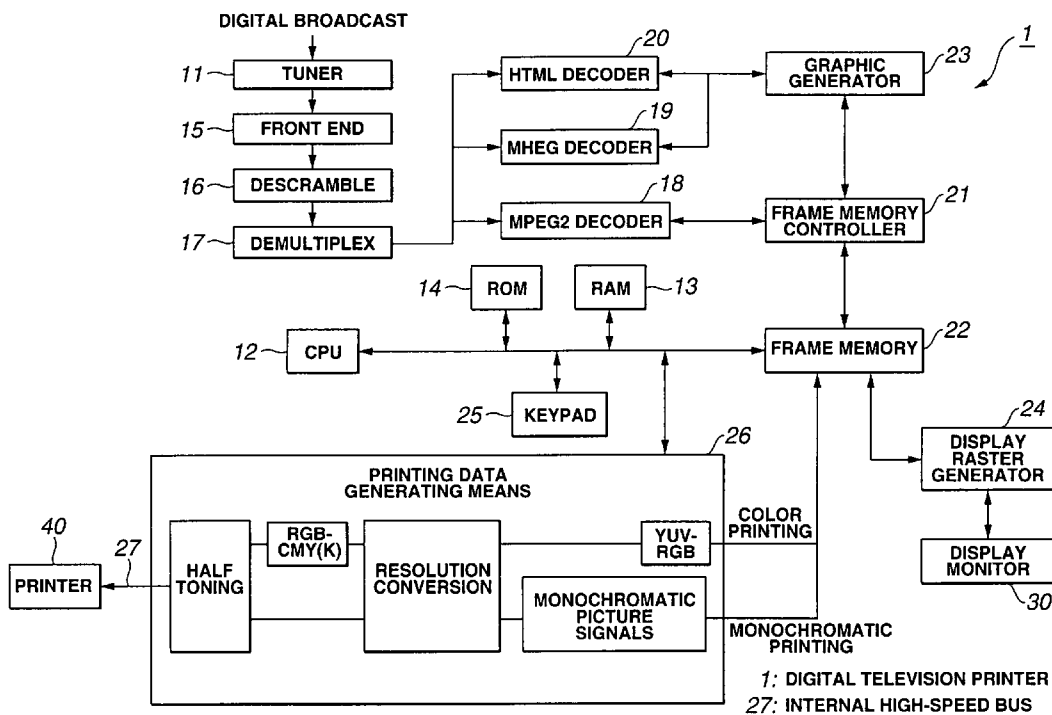 DIGITAL BROADCAST
11
TUNER
15
FRONT END
16
DESCRAMBLE
17
DEMULTIPLEX
20
HTML DECODER
19
MHEG DECODER
18
MPEG2 DECODER
GRAPHIC
GENERATOR
23
1
FRAME MEMORY
CONTROLLER
21
14
ROM
RAM
13
12
CPU
FRAME MEMORY
22
25
KEYPAD
24
DISPLAY
RASTER
GENERATOR
DISPLAY
MONITOR
30
26
PRINTING DATA
GENERATING MEANS
40
PRINTER
27
HALF
TONING
RGB-
CMY(K)
RESOLUTION
CONVERSION
YUV-
RGB
MONOCHROMATIC
PICTURE
SIGNALS
COLOR
PRINTING
MONOCHROMATIC
PRINTING
1: DIGITAL TELEVISION PRINTER
27: INTERNAL HIGH-SPEED BUS